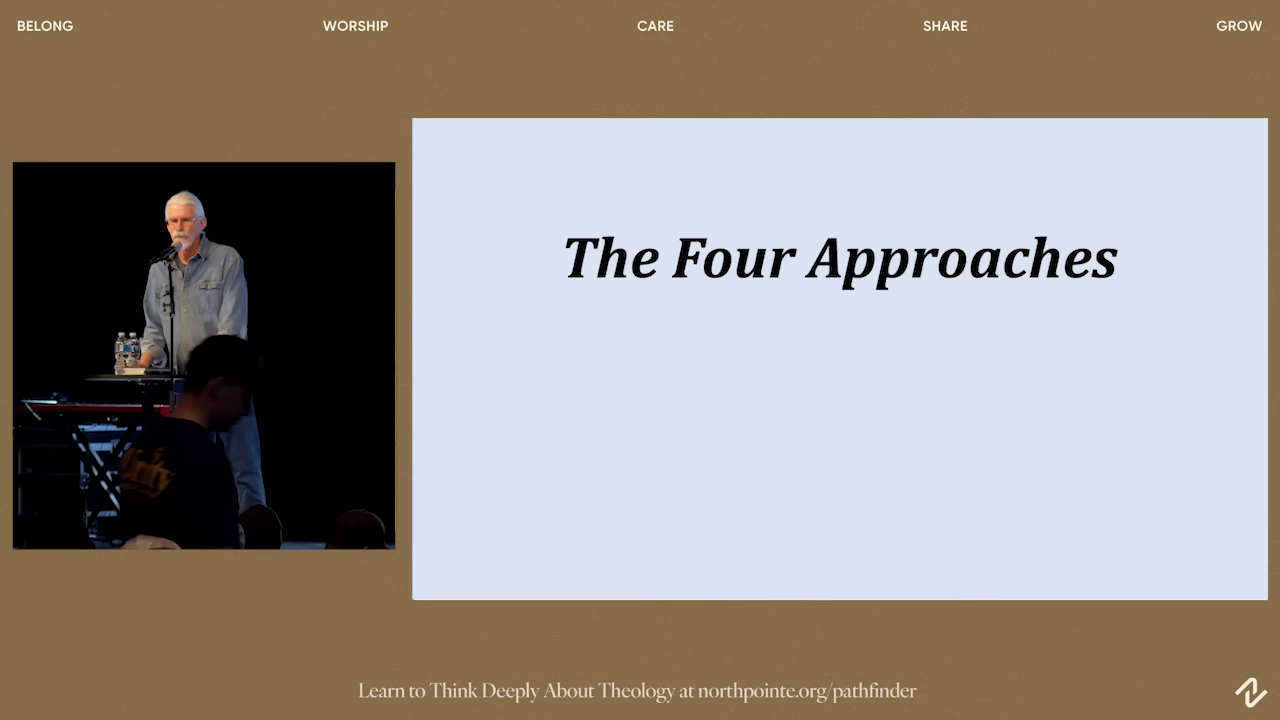 BELONG
WORSHIP
CARE
SHARE
GROW
The Four Approaches
Learn to Think Deeply About Theology at northpointe.org/pathfinder